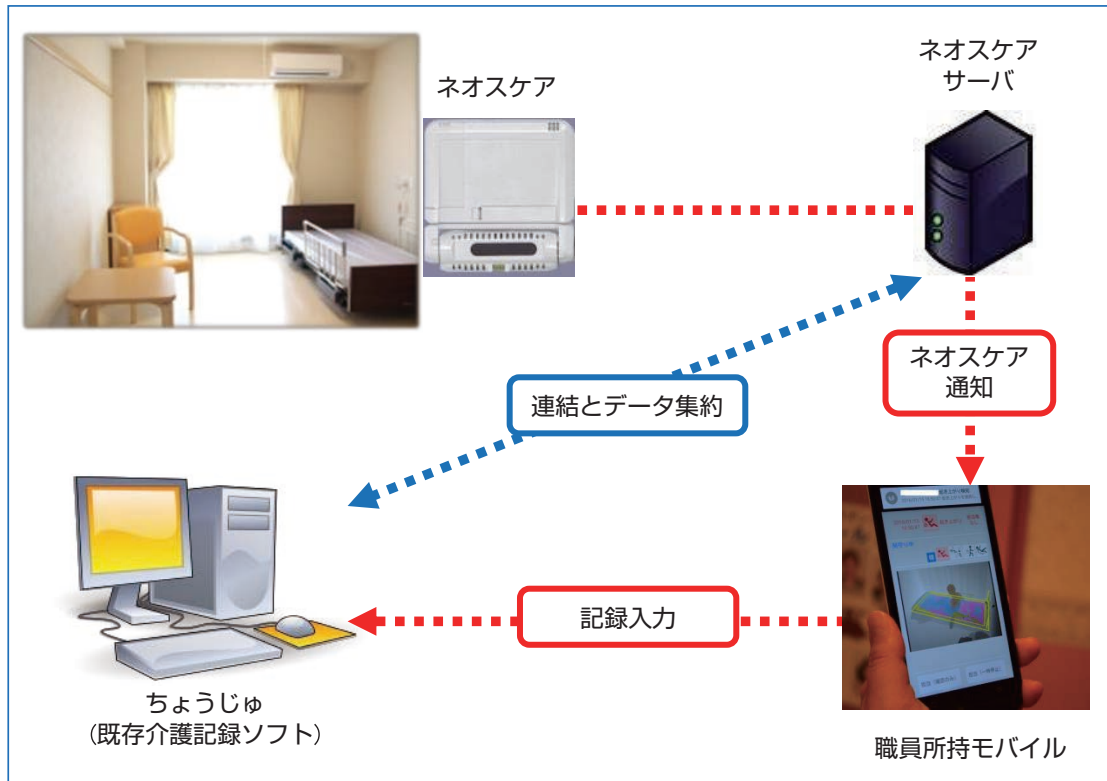 ネオスケア
ネオスケア
サーバ
ネオスケア
通知
連結とデータ集約
記録入力
ちょうじゅ
(既存介護記録ソフト)
職員所持モバイル